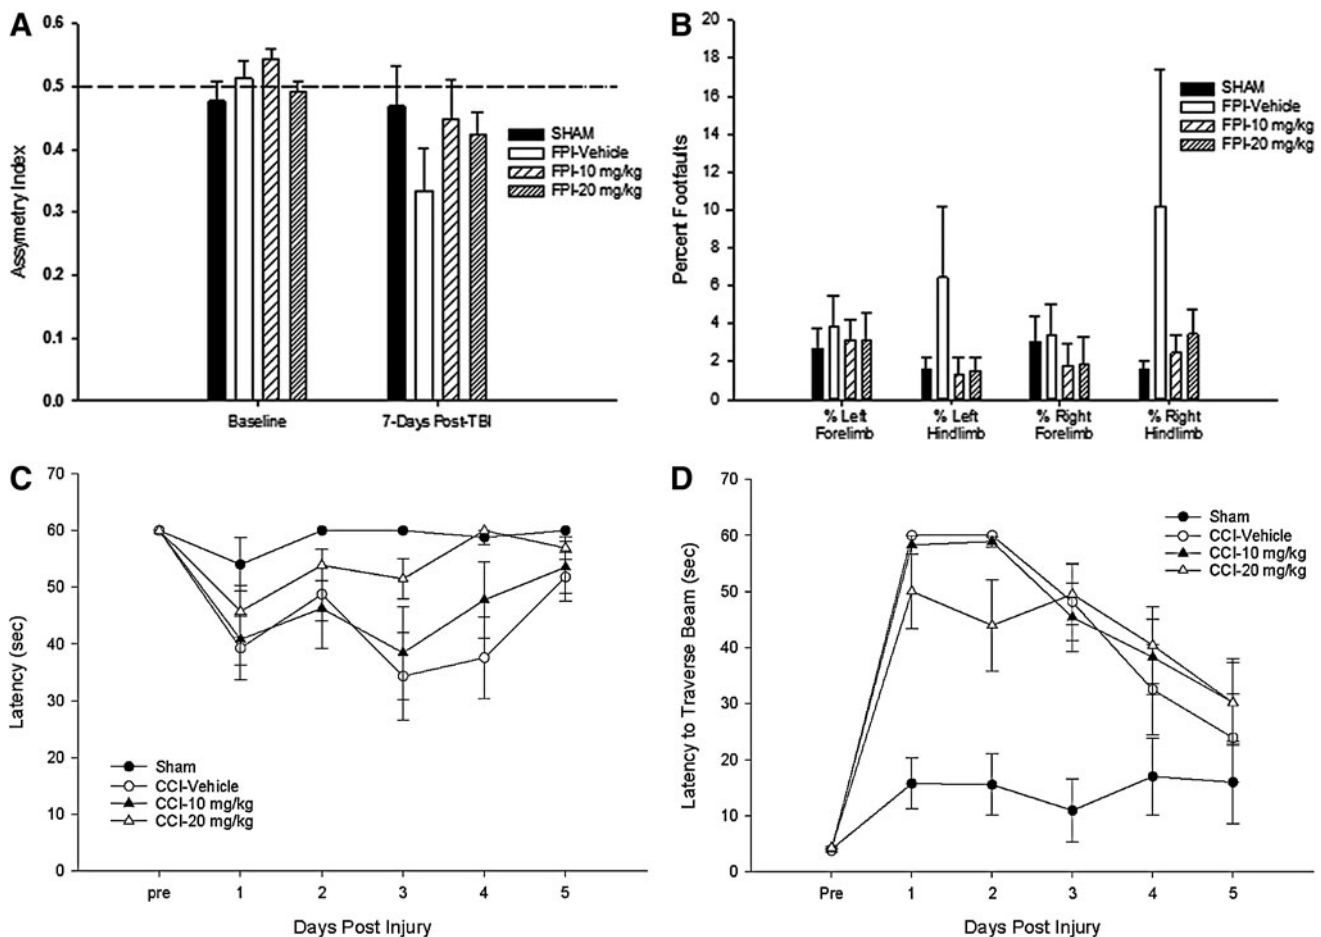 A
0.6
0.5
0.4
0.3
0.2
0.1
0.0
Assymetry Index
Baseline
7-Days Post-TBI
SHAM
FPI-Vehicle
FPI-10 mg/kg
FPI-20 mg/kg
B
20
18
16
14
12
10
8
6
4
2
0
Percent Footfaults
% Left
Forelimb
% Left
Hindlimb
% Right
Forelimb
% Right
Hindlimb
SHAM
FPI-Vehicle
FPI-10 mg/kg
FPI-20 mg/kg
C
70
60
50
40
30
20
10
0
Latency (sec)
Sham
CCI-Vehicle
CCI-10 mg/kg
CCI-20 mg/kg
pre
1
2
3
4
5
Days Post Injury
D
70
60
50
40
30
20
10
0
Latency to Traverse Beam (sec)
Sham
CCI-Vehicle
CCI-10 mg/kg
CCI-20 mg/kg
Pre
1
2
3
4
5
Days Post Injury